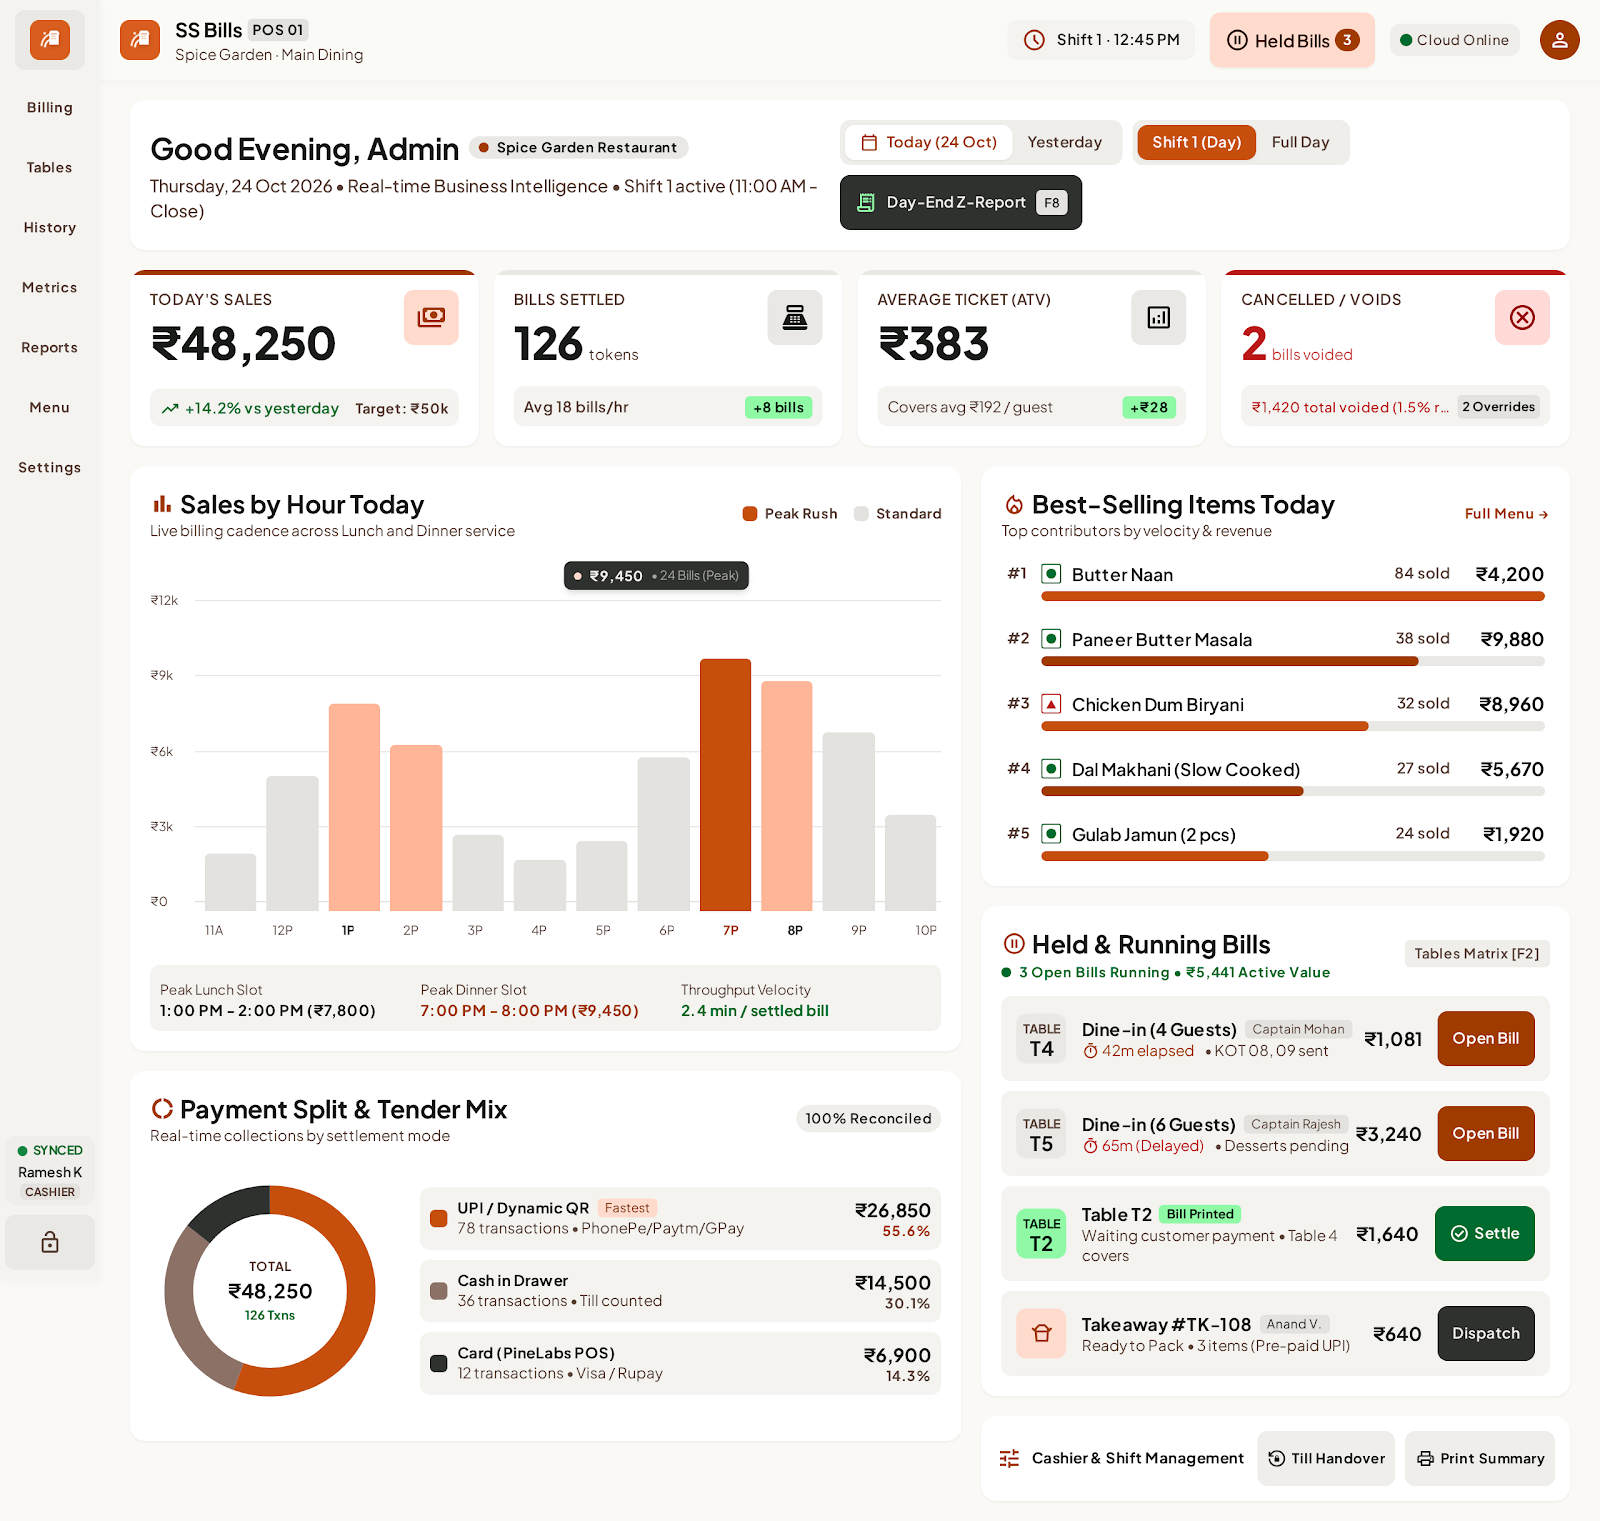 SS Bills POS 01
Spice Garden · Main Dining
Shift 1 · 12:45 PM
Held Bills 3
Cloud Online
Billing
Tables
History
Metrics
Reports
Menu
Settings
SYNCED
Ramesh K
CASHIER
Good Evening, Admin
Spice Garden Restaurant
Thursday, 24 Oct 2026 • Real-time Business Intelligence • Shift 1 active (11:00 AM –
Close)
Today (24 Oct)
Yesterday
Shift 1 (Day)
Full Day
Day-End Z-Report F8
TODAY'S SALES
₹48,250
+14.2% vs yesterday
Target: ₹50k
BILLS SETTLED
126 tokens
Avg 18 bills/hr
+8 bills
AVERAGE TICKET (ATV)
₹383
Covers avg ₹192 / guest
+₹28
CANCELLED / VOIDS
2 bills voided
₹1,420 total voided (1.5% r…
2 Overrides
Sales by Hour Today
Live billing cadence across Lunch and Dinner service
Peak Rush
Standard
₹9,450 • 24 Bills (Peak)
₹12k
₹9k
₹6k
₹3k
₹0
11A 12P 1P 2P 3P 4P 5P 6P 7P 8P 9P 10P
Peak Lunch Slot
1:00 PM – 2:00 PM (₹7,800)
Peak Dinner Slot
7:00 PM – 8:00 PM (₹9,450)
Throughput Velocity
2.4 min / settled bill
Best-Selling Items Today
Top contributors by velocity & revenue
Full Menu →
#1 Butter Naan 84 sold ₹4,200
#2 Paneer Butter Masala 38 sold ₹9,880
#3 Chicken Dum Biryani 32 sold ₹8,960
#4 Dal Makhani (Slow Cooked) 27 sold ₹5,670
#5 Gulab Jamun (2 pcs) 24 sold ₹1,920
Held & Running Bills
3 Open Bills Running • ₹5,441 Active Value
Tables Matrix [F2]
TABLE
T4
Dine-in (4 Guests) Captain Mohan
42m elapsed • KOT 08, 09 sent
₹1,081
Open Bill
TABLE
T5
Dine-in (6 Guests) Captain Rajesh
65m (Delayed) • Desserts pending
₹3,240
Open Bill
TABLE
T2
Table T2 Bill Printed
Waiting customer payment • Table 4
covers
₹1,640
Settle
Takeaway #TK-108 Anand V.
Ready to Pack • 3 items (Pre-paid UPI)
₹640
Dispatch
Payment Split & Tender Mix
Real-time collections by settlement mode
100% Reconciled
TOTAL
₹48,250
126 Txns
UPI / Dynamic QR Fastest
78 transactions • PhonePe/Paytm/GPay
₹26,850
55.6%
Cash in Drawer
36 transactions • Till counted
₹14,500
30.1%
Card (PineLabs POS)
12 transactions • Visa / Rupay
₹6,900
14.3%
Cashier & Shift Management
Till Handover
Print Summary